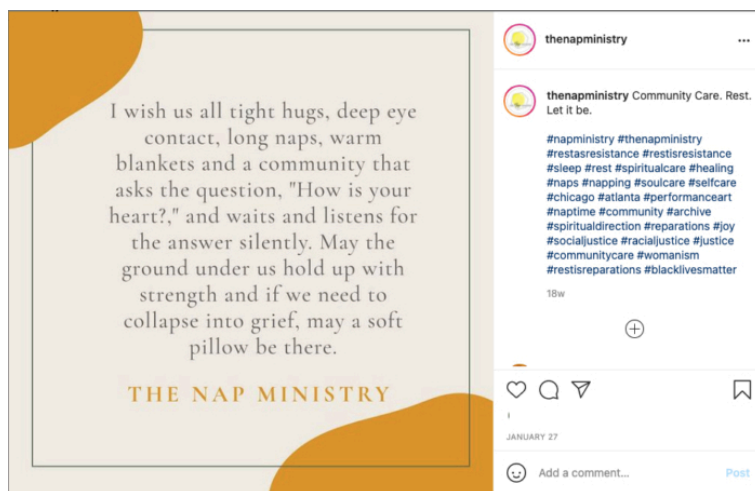 I wish us all tight hugs, deep eye
contact, long naps, warm
blankets and a community that
asks the question, "How is your
heart?," and waits and listens for
the answer silently. May the
ground under us hold up with
strength and if we need to
collapse into grief, may a soft
pillow be there.
THE NAP MINISTRY
thenapministry
thenapministry Community Care. Rest.
Let it be.
#napministry #thenapministry
#restasresistance #restisresistance
#sleep #rest #spiritualcare #healing
#naps #napping #soulcare #selfcare
#chicago #atlanta #performanceart
#naptime #community #archive
#spiritualdirection #reparations #joy
#socialjustice #racialjustice #justice
#communitycare #womanism
#restisreparations #blacklivesmatter
18w
JANUARY 27
Add a comment...
Post